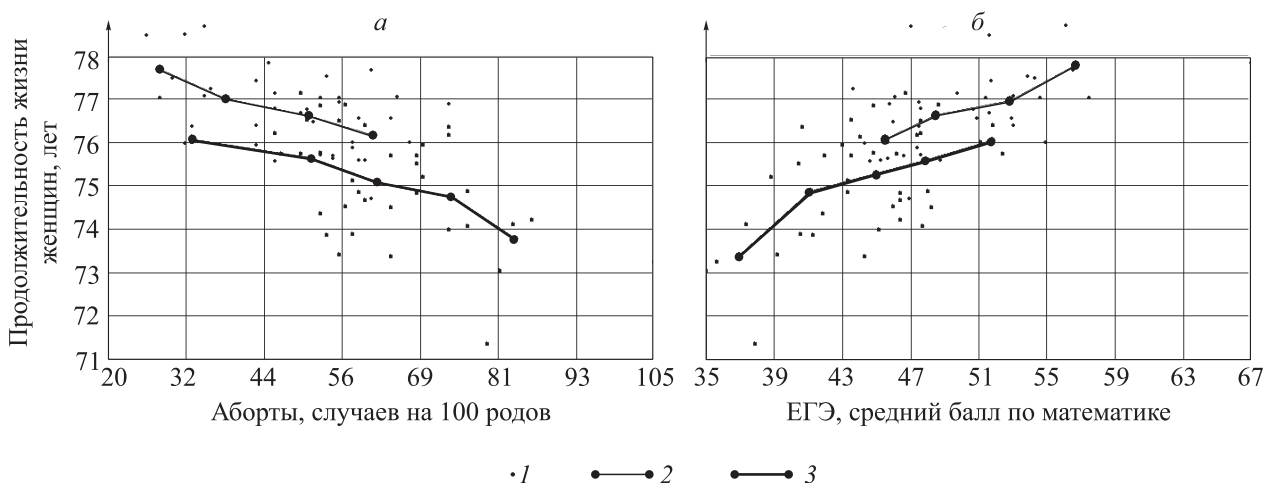 а б
Продолжительность жизни
женщин, лет
78
77
76
75
74
73
72
71
20 32 44 56 69 81 93 105
35 39 43 47 51 55 59 63 67
Аборты, случаев на 100 родов
ЕГЭ, средний балл по математике
1 2 3